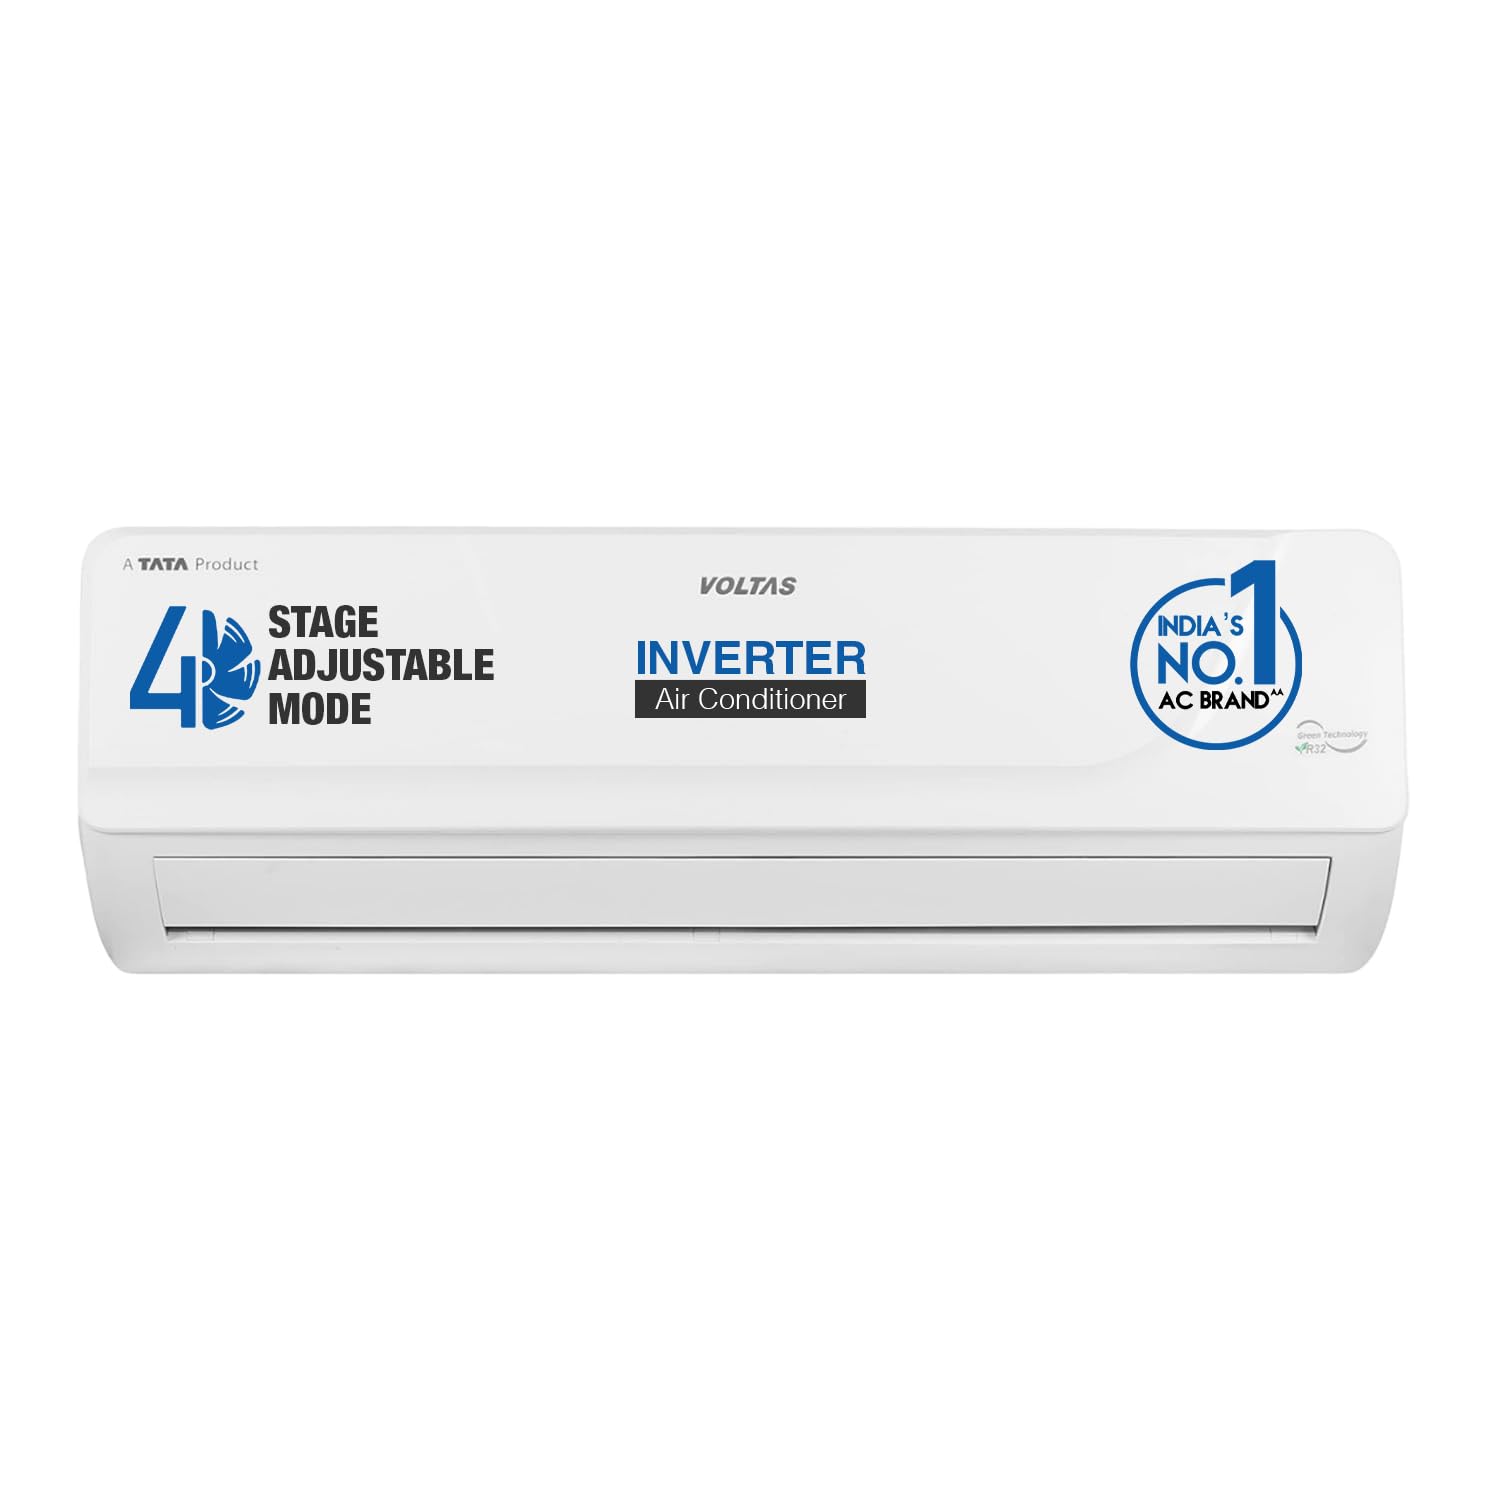 A TATA Product
VOLTAS
4 STAGE
ADJUSTABLE
MODE
INVERTER
Air Conditioner
INDIA'S
NO.1
AC BRAND^^
Green Technology
R32